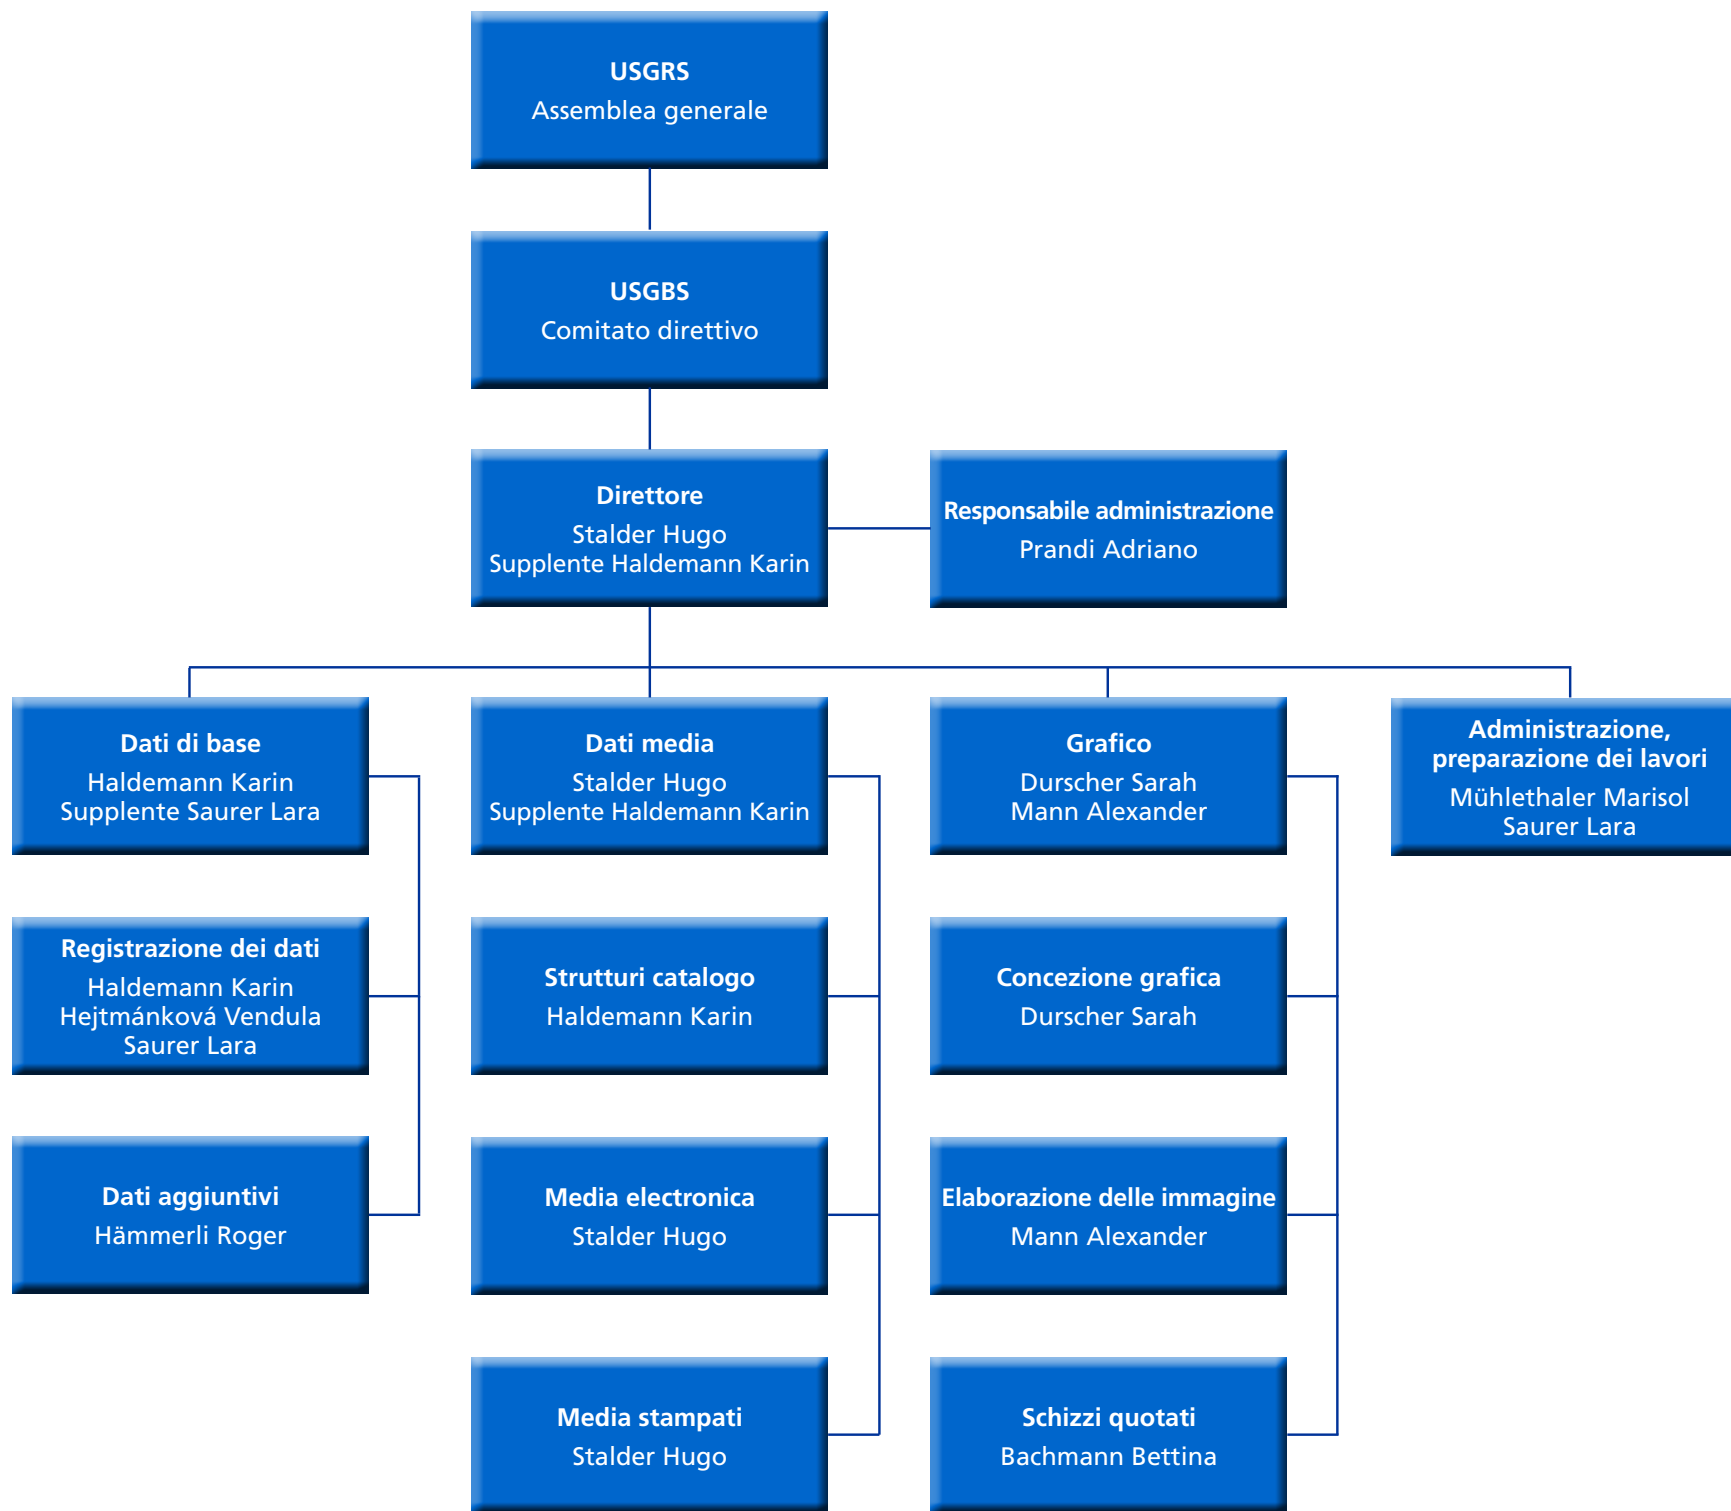 USGRS
Assemblea generale
USGBS
Comitato direttivo
Direttore
Stalder Hugo
Supplente Haldemann Karin
Responsabile administrazione
Prandi Adriano
Dati di base
Haldemann Karin
Supplente Saurer Lara
Dati media
Stalder Hugo
Supplente Haldemann Karin
Grafico
Durscher Sarah
Mann Alexander
Administrazione,
preparazione dei lavori
Mühlethaler Marisol
Saurer Lara
Registrazione dei dati
Haldemann Karin
Hejtmánková Vendula
Saurer Lara
Strutturi catalogo
Haldemann Karin
Concezione grafica
Durscher Sarah
Dati aggiuntivi
Hämmerli Roger
Media electronica
Stalder Hugo
Elaborazione delle immagine
Mann Alexander
Media stampati
Stalder Hugo
Schizzi quotati
Bachmann Bettina